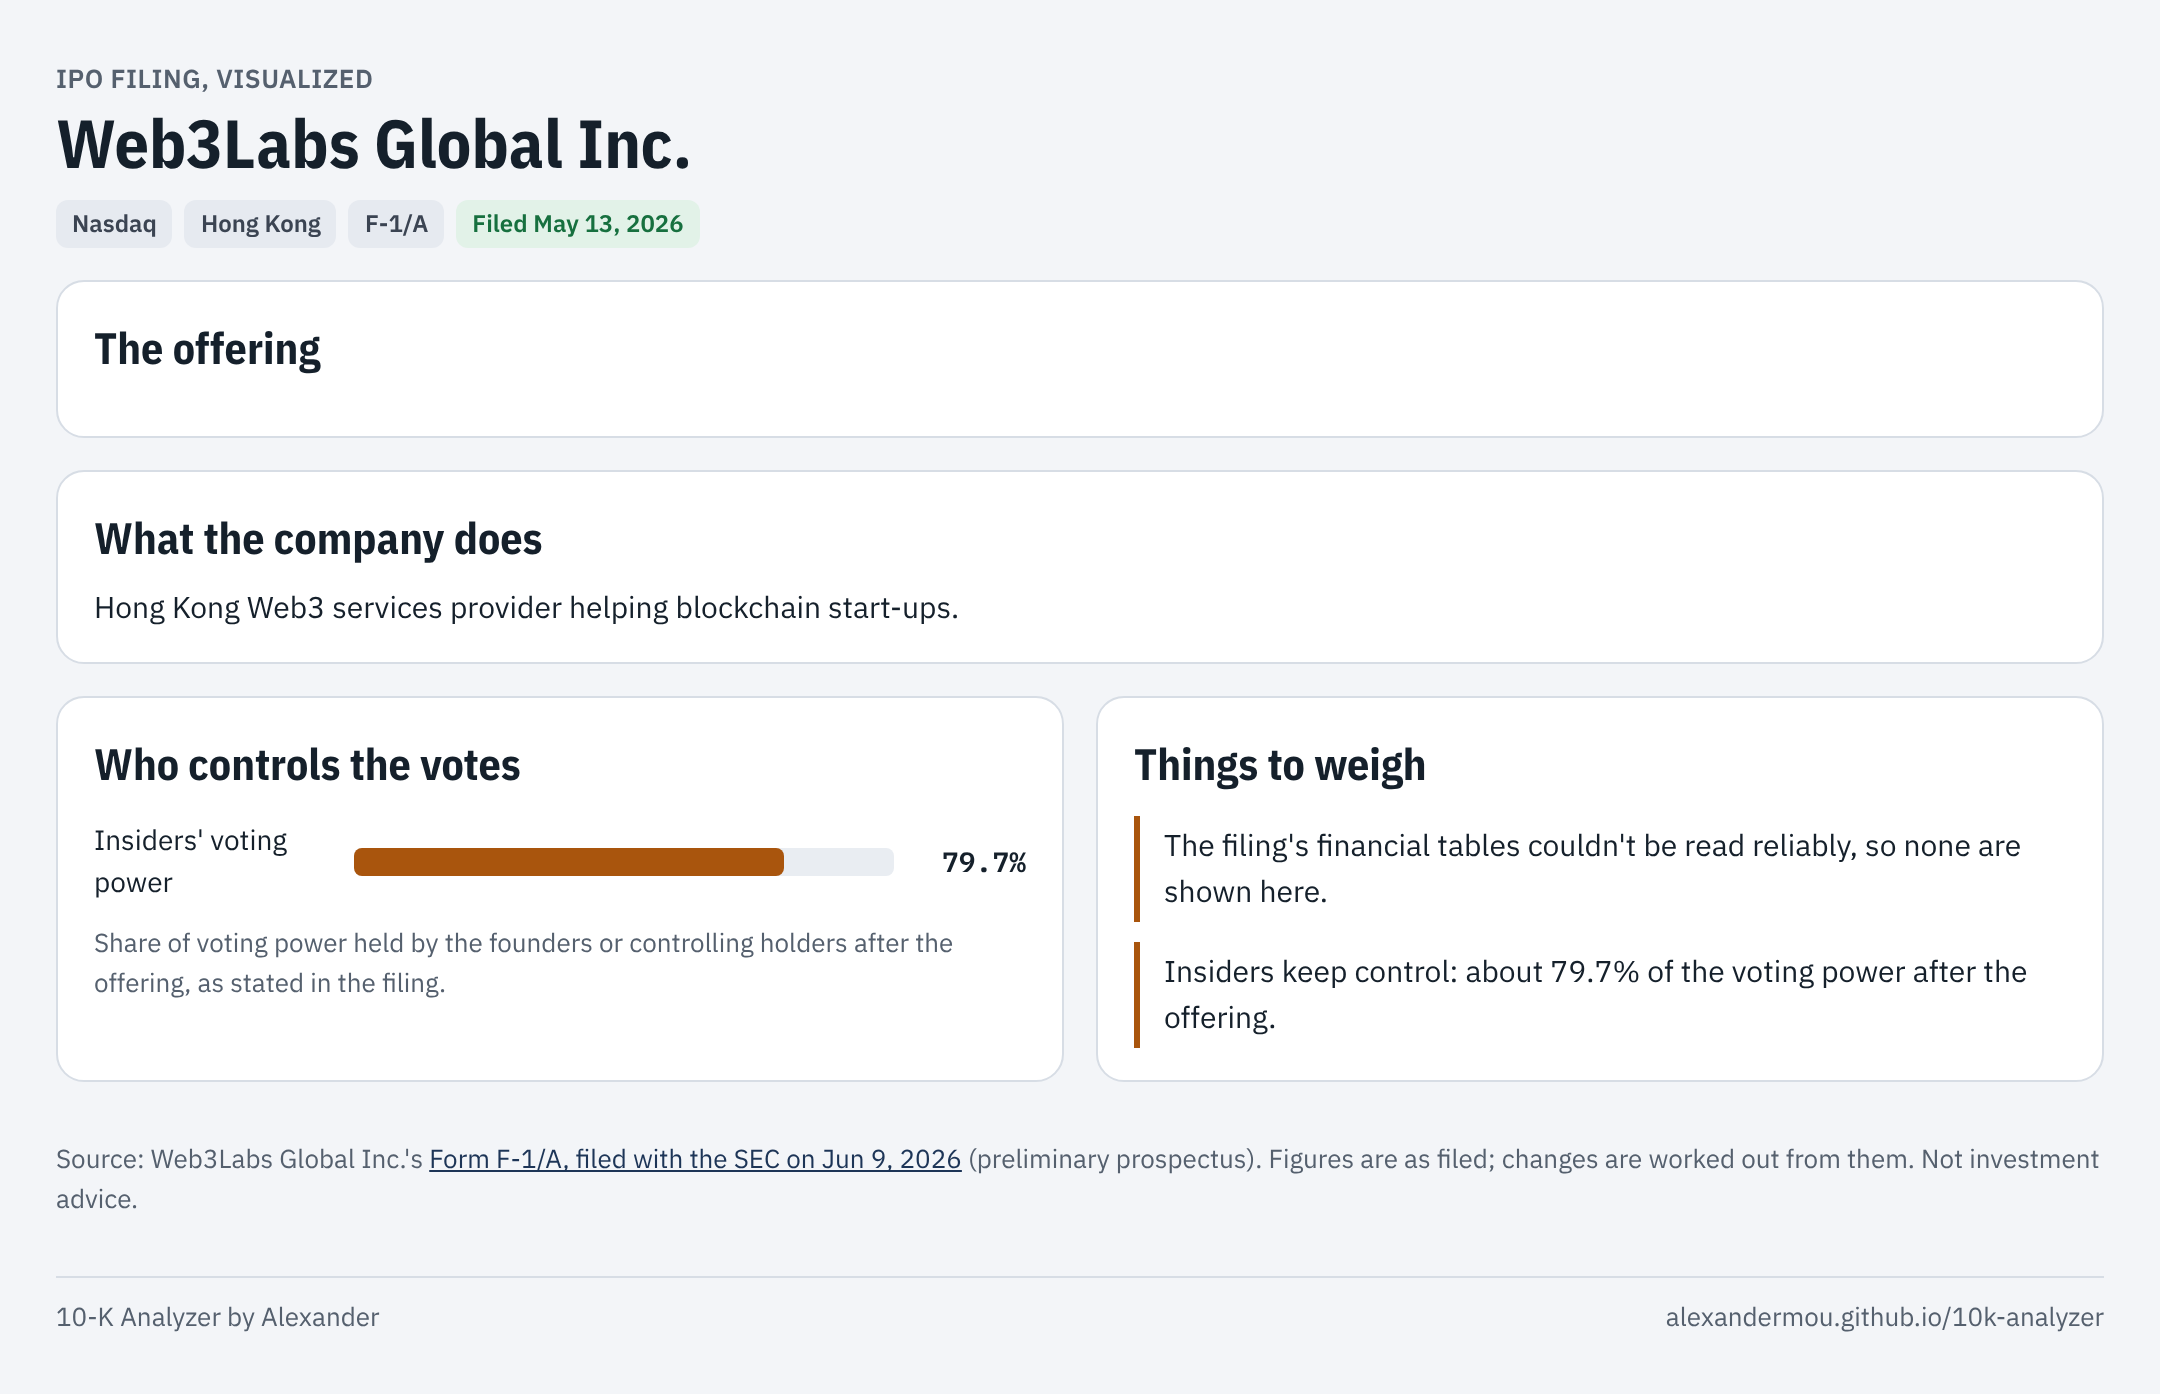 IPO FILING, VISUALIZED
Web3Labs Global Inc.
Nasdaq Hong Kong F-1/A Filed May 13, 2026
The offering
What the company does
Hong Kong Web3 services provider helping blockchain start-ups.
Who controls the votes
Insiders' voting
power
79.7%
Share of voting power held by the founders or controlling holders after the
offering, as stated in the filing.
Things to weigh
The filing's financial tables couldn't be read reliably, so none are
shown here.
Insiders keep control: about 79.7% of the voting power after the
offering.
Source: Web3Labs Global Inc.'s Form F-1/A, filed with the SEC on Jun 9, 2026 (preliminary prospectus). Figures are as filed; changes are worked out from them. Not investment
advice.
10-K Analyzer by Alexander
alexandermou.github.io/10k-analyzer